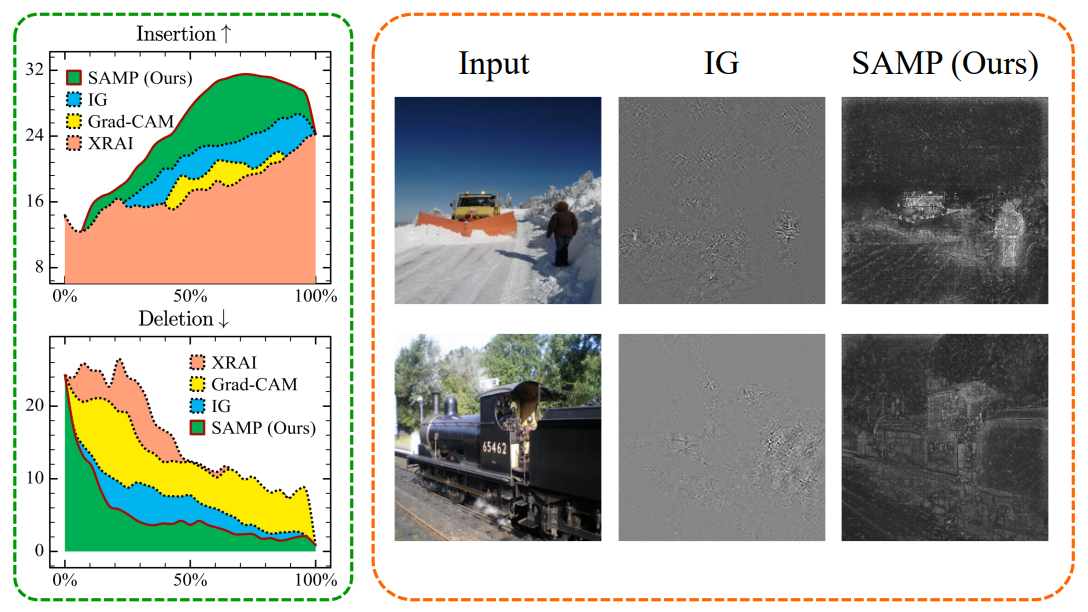 Insertion ↑
32
24
16
8
SAMP (Ours)
IG
Grad-CAM
XRAI
0%
50%
100%
Deletion ↓
20
10
0
XRAI
Grad-CAM
IG
SAMP (Ours)
0%
50%
100%
Input
IG
SAMP (Ours)
65462